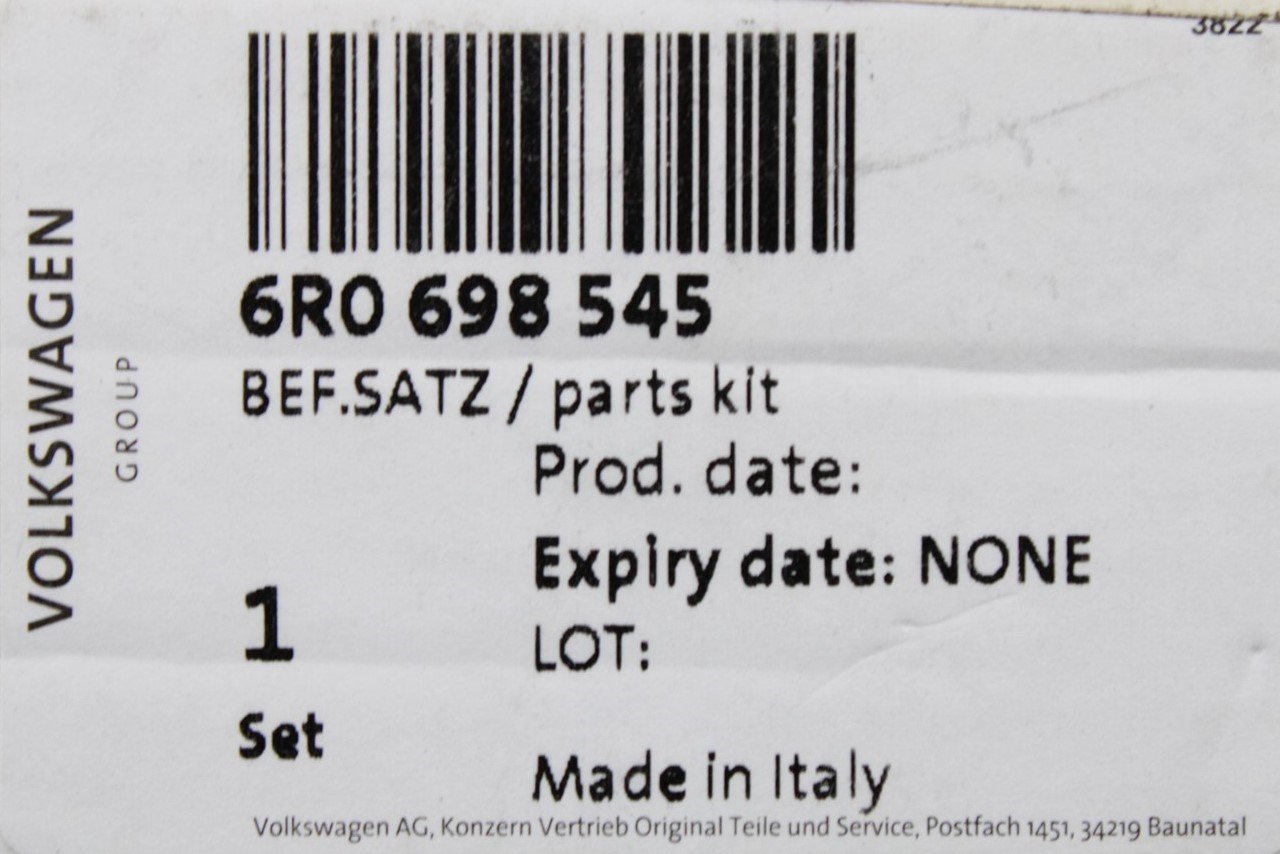 3822
6R0 698 545
BEF.SATZ / parts kit
Prod. date:
Expiry date: NONE
1
LOT:
Set
Made in Italy
Volkswagen AG, Konzern Vertrieb Original Teile und Service, Postfach 1451, 34219 Baunatal
VOLKSWAGEN
GROUP